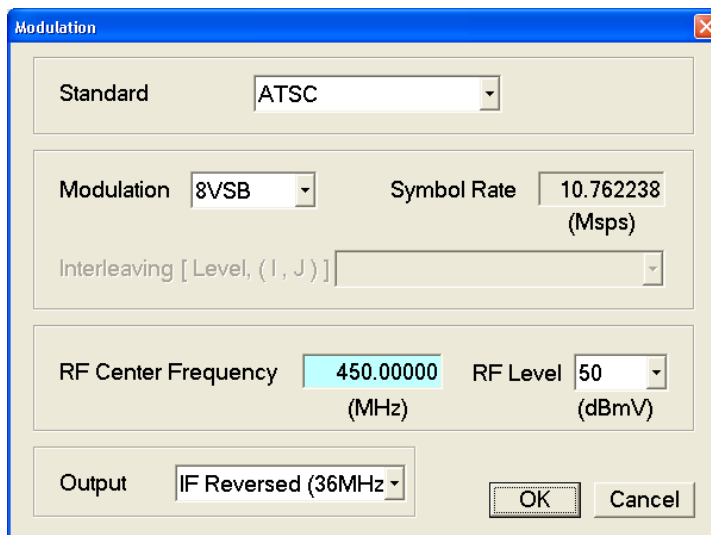 Modulation
Standard ATSC
Modulation 8VSB Symbol Rate 10.762238
(Msps)
Interleaving [ Level, ( I , J ) ]
RF Center Frequency 450.00000 RF Level 50
(MHz) (dBmV)
Output IF Reversed (36MHz
OK Cancel